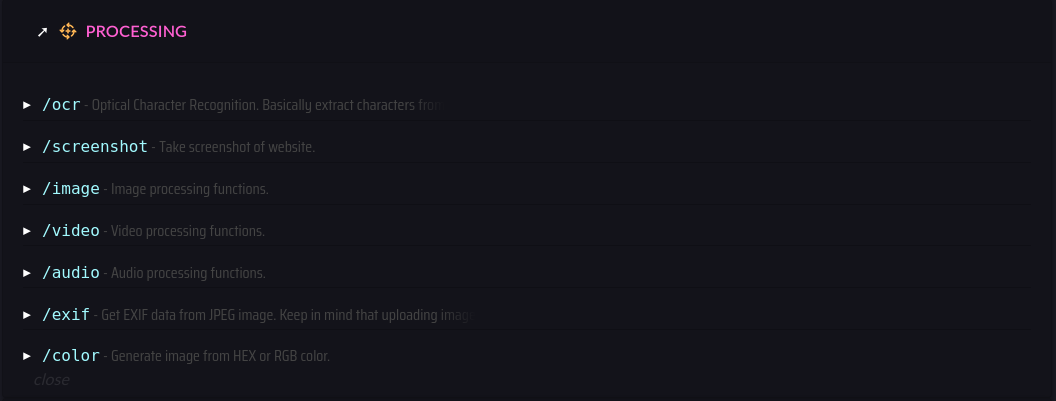 PROCESSING
/ocr - Optical Character Recognition. Basically extract characters from
/screenshot - Take screenshot of website.
/image - Image processing functions.
/video - Video processing functions.
/audio - Audio processing functions.
/exif - Get EXIF data from JPEG image. Keep in mind that uploading image
/color - Generate image from HEX or RGB color.
close